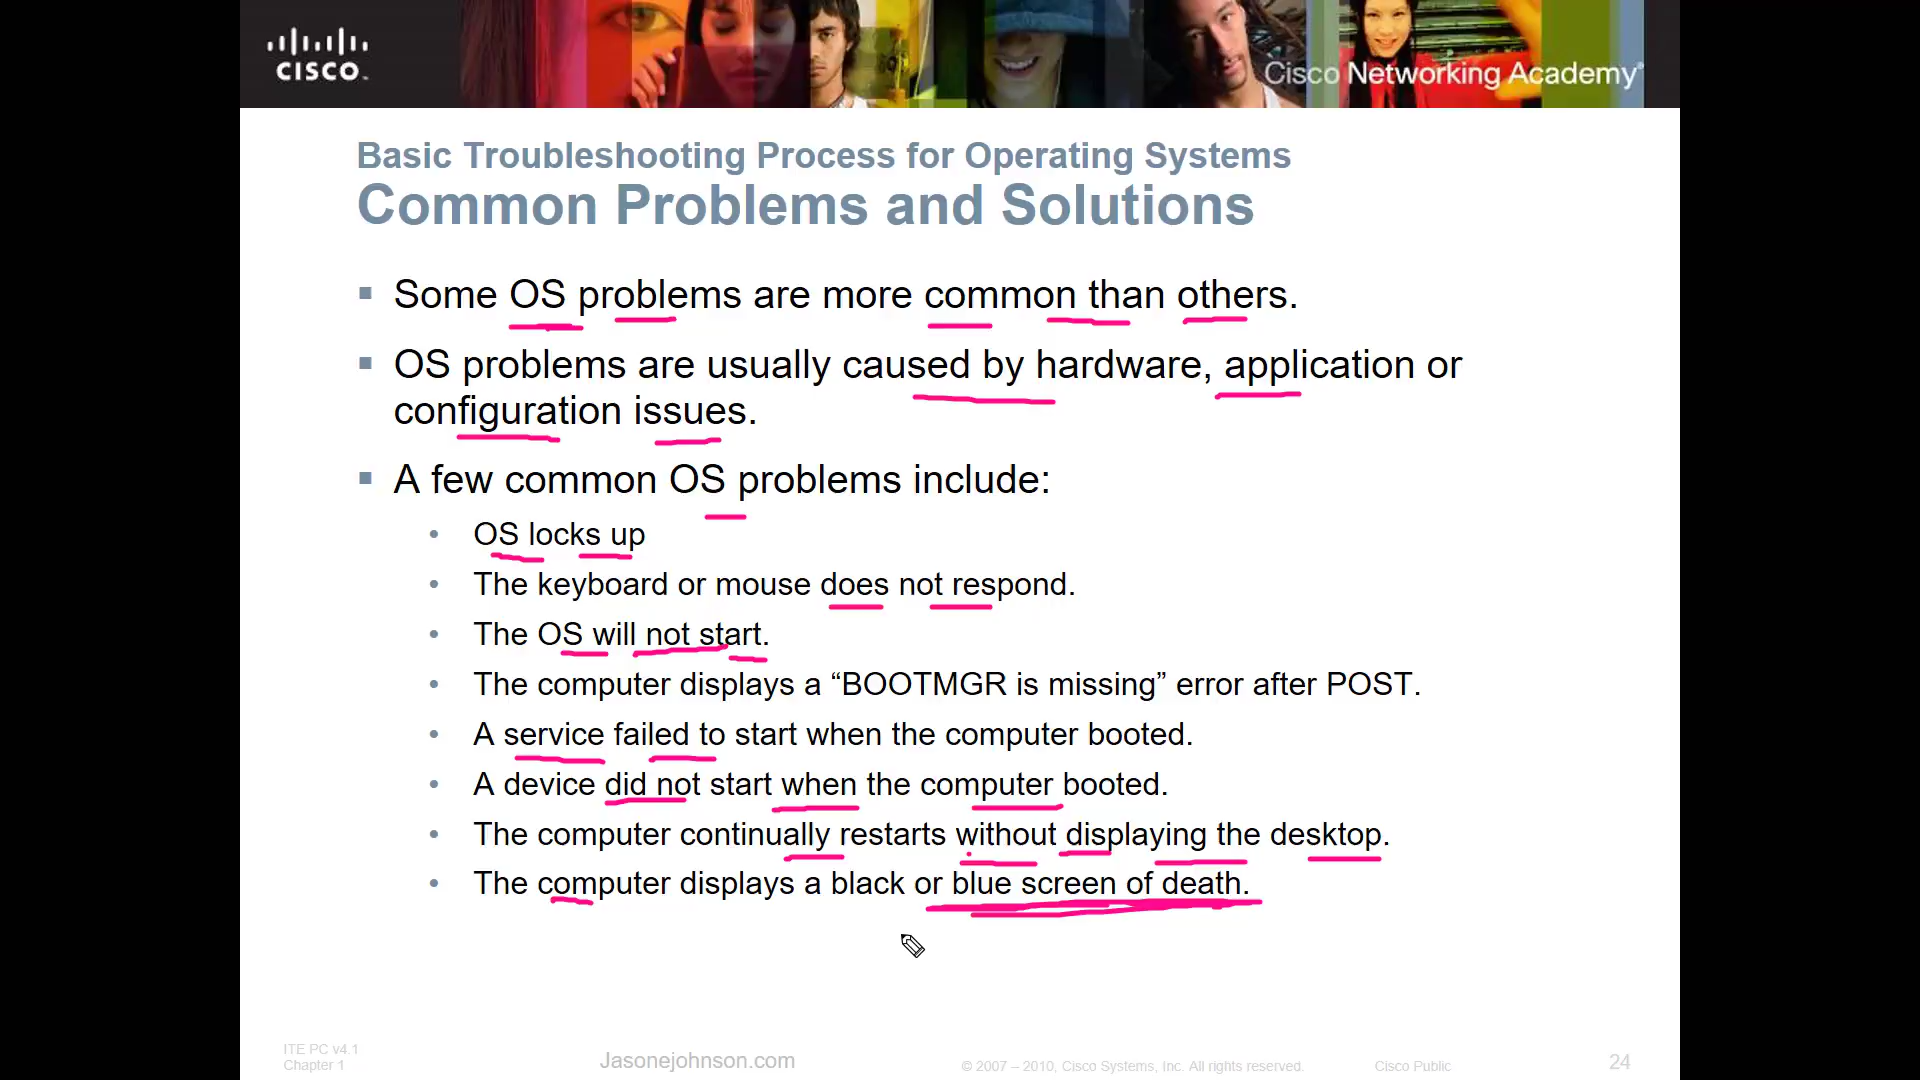 CISCO
Cisco Networking Academy
Basic Troubleshooting Process for Operating Systems
Common Problems and Solutions
Some OS problems are more common than others.
OS problems are usually caused by hardware, application or
configuration issues.
A few common OS problems include:
OS locks up
The keyboard or mouse does not respond.
The OS will not start.
The computer displays a “BOOTMGR is missing” error after POST.
A service failed to start when the computer booted.
A device did not start when the computer booted.
The computer continually restarts without displaying the desktop.
The computer displays a black or blue screen of death.
ITE PC v4.1
Chapter 1
Jasonejohnson.com
© 2007 – 2010, Cisco Systems, Inc. All rights reserved.
Cisco Public
24